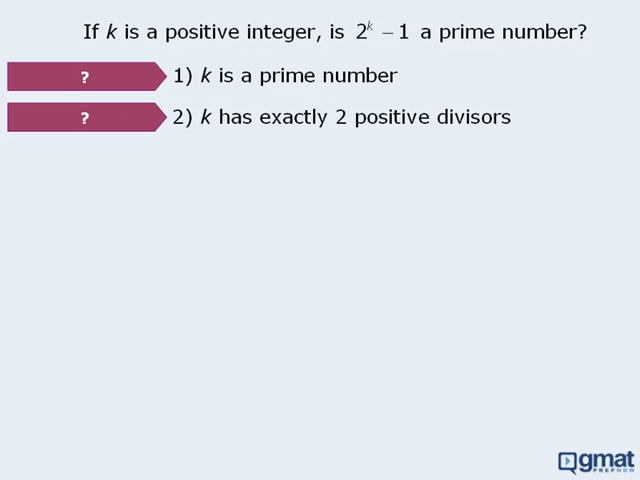 If k is a positive integer, is 2^k − 1 a prime number?
? 1) k is a prime number
? 2) k has exactly 2 positive divisors
gmat
PREPNOW